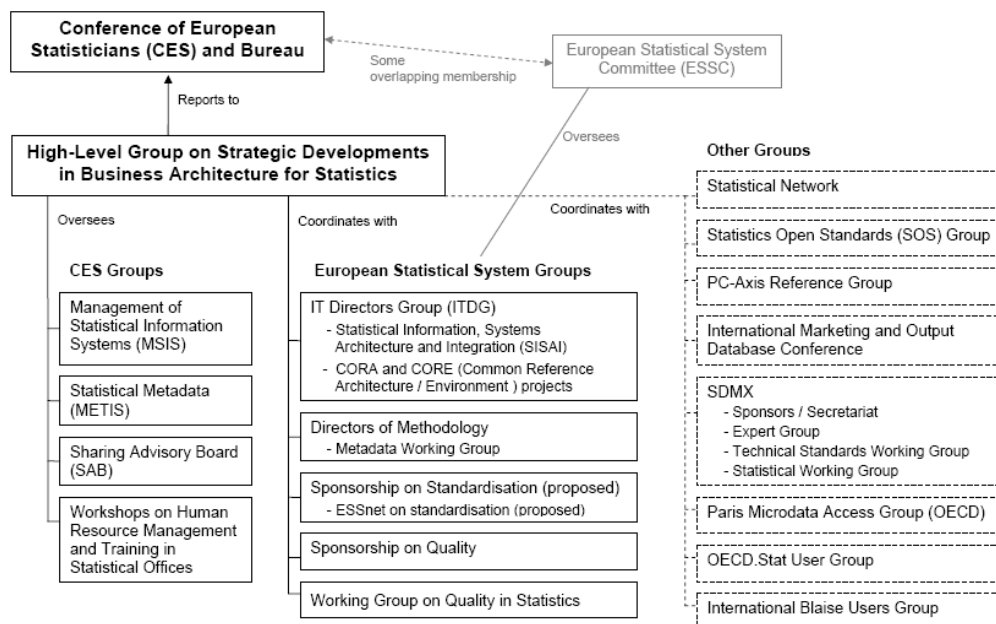 Conference of European
Statisticians (CES) and Bureau
European Statistical System
Committee (ESSC)
Some
overlapping membership
Reports to
High-Level Group on Strategic Developments
in Business Architecture for Statistics
Oversees
Other Groups
Oversees
Coordinates with
Coordinates with
CES Groups
Management of
Statistical Information
Systems (MSIS)
Statistical Metadata
(METIS)
Sharing Advisory Board
(SAB)
Workshops on Human
Resource Management
and Training in
Statistical Offices
European Statistical System Groups
IT Directors Group (ITDG)
- Statistical Information, Systems
Architecture and Integration (SISAI)
- CORA and CORE (Common Reference
Architecture / Environment ) projects
Directors of Methodology
- Metadata Working Group
Sponsorship on Standardisation (proposed)
- ESSnet on standardisation (proposed)
Sponsorship on Quality
Working Group on Quality in Statistics
Statistical Network
Statistics Open Standards (SOS) Group
PC-Axis Reference Group
International Marketing and Output
Database Conference
SDMX
- Sponsors / Secretariat
- Expert Group
- Technical Standards Working Group
- Statistical Working Group
Paris Microdata Access Group (OECD)
OECD.Stat User Group
International Blaise Users Group